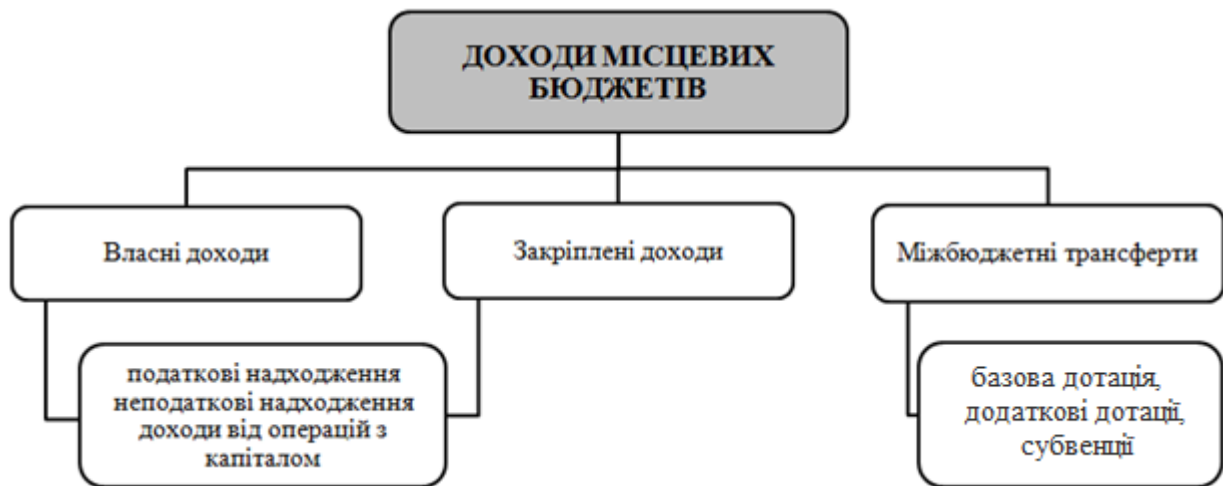 ДОХОДИ МІСЦЕВИХ
БЮДЖЕТІВ
Власні доходи
Закріплені доходи
Міжбюджетні трансферти
податкові надходження
неподаткові надходження
доходи від операцій з
капіталом
базова дотація,
додаткові дотації,
субвенції